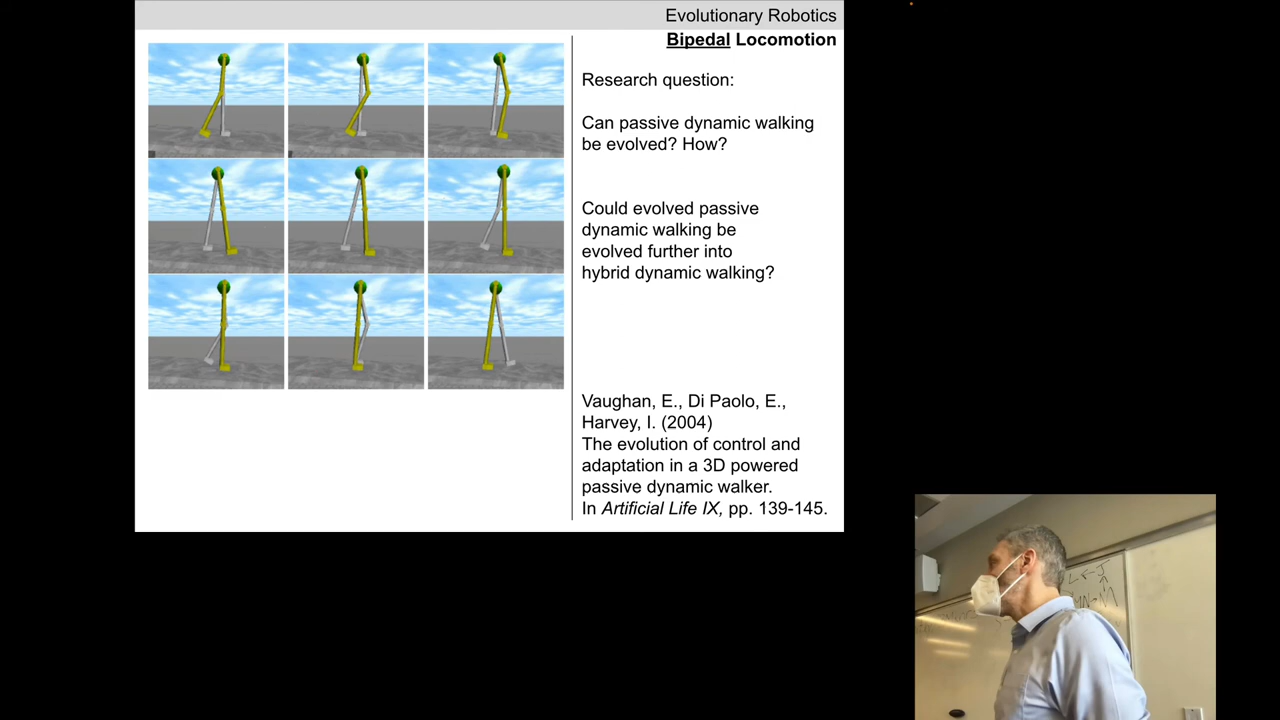 Evolutionary Robotics
Bipedal Locomotion
Research question:
Can passive dynamic walking
be evolved? How?
Could evolved passive
dynamic walking be
evolved further into
hybrid dynamic walking?
Vaughan, E., Di Paolo, E.,
Harvey, I. (2004)
The evolution of control and
adaptation in a 3D powered
passive dynamic walker.
In Artificial Life IX, pp. 139-145.